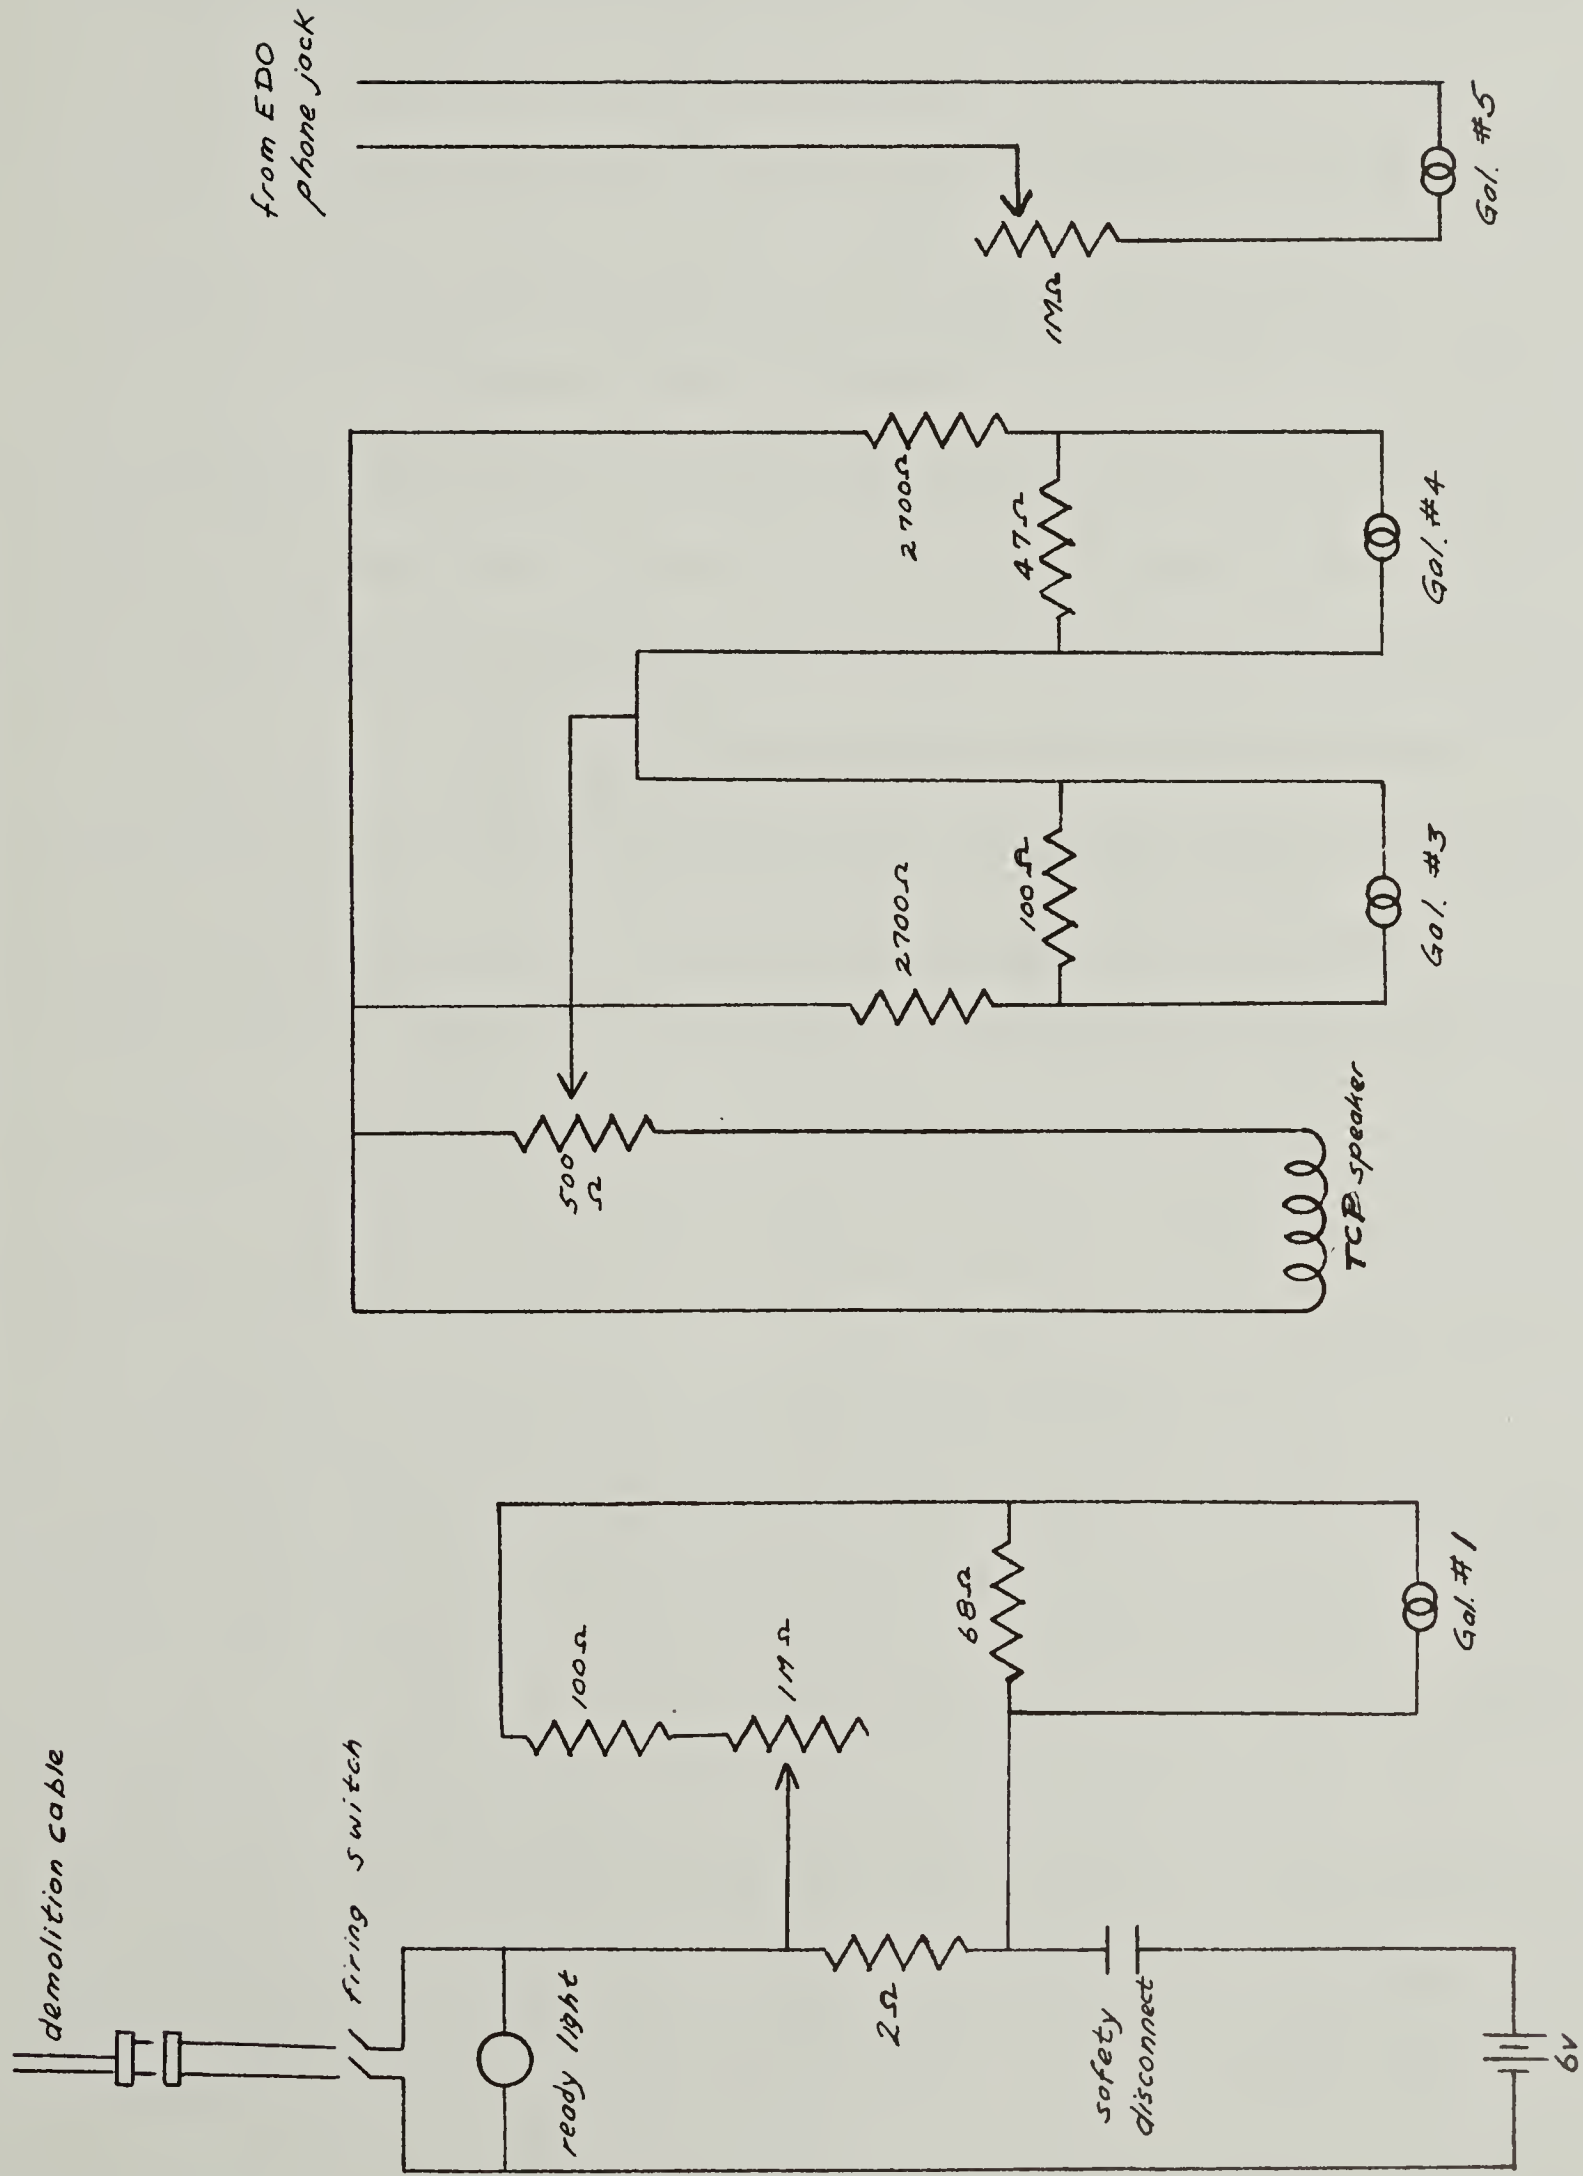 demolition cable
firing switch
ready light
100Ω
1MΩ
2Ω
68Ω
safety
disconnect
6v
Gal. #1
500
Ω
2700Ω
100Ω
TCR speaker
Gal. #3
2700Ω
47Ω
Gal. #4
from EDO
phone jack
1MΩ
Gal. #5